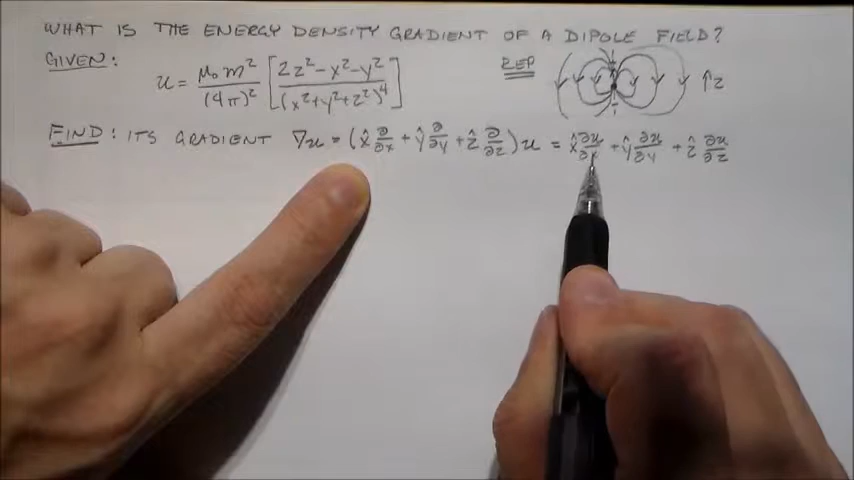 WHAT IS THE ENERGY DENSITY GRADIENT OF A DIPOLE FIELD?
GIVEN: u = μ₀m²/(4π)² [2z²-x²-y²/(x²+y²+z²)⁴] REP ↑z
FIND: ITS GRADIENT ∇u = (x̂ ∂/∂x + ŷ ∂/∂y + ẑ ∂/∂z)u = x̂ ∂u/∂x + ŷ ∂u/∂y + ẑ ∂u/∂z